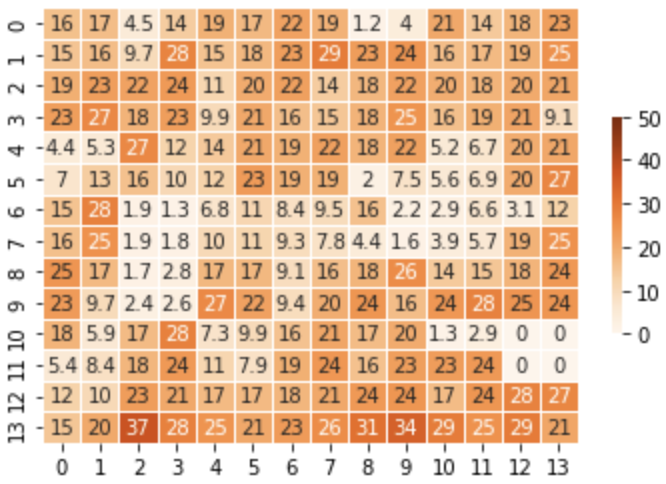 0 16 17 4.5 14 19 17 22 19 1.2 4 21 14 18 23
1 15 16 9.7 28 15 18 23 29 23 24 16 17 19 25
2 19 23 22 24 11 20 22 14 18 22 20 18 20 21
3 23 27 18 23 9.9 21 16 15 18 25 16 19 21 9.1
4 4.4 5.3 27 12 14 21 19 22 18 22 5.2 6.7 20 21
5 7 13 16 10 12 23 19 19 2 7.5 5.6 6.9 20 27
6 15 28 1.9 1.3 6.8 11 8.4 9.5 16 2.2 2.9 6.6 3.1 12
7 16 25 1.9 1.8 10 11 9.3 7.8 4.4 1.6 3.9 5.7 19 25
8 25 17 1.7 2.8 17 17 9.1 16 18 26 14 15 18 24
9 23 9.7 2.4 2.6 27 22 9.4 20 24 16 24 28 25 24
10 18 5.9 17 28 7.3 9.9 16 21 17 20 1.3 2.9 0 0
11 5.4 8.4 18 24 11 7.9 19 24 16 23 23 24 0 0
12 12 10 23 21 17 17 18 21 24 24 17 24 28 27
13 15 20 37 28 25 21 23 26 31 34 29 25 29 21
0 1 2 3 4 5 6 7 8 9 10 11 12 13
50
40
30
20
10
0